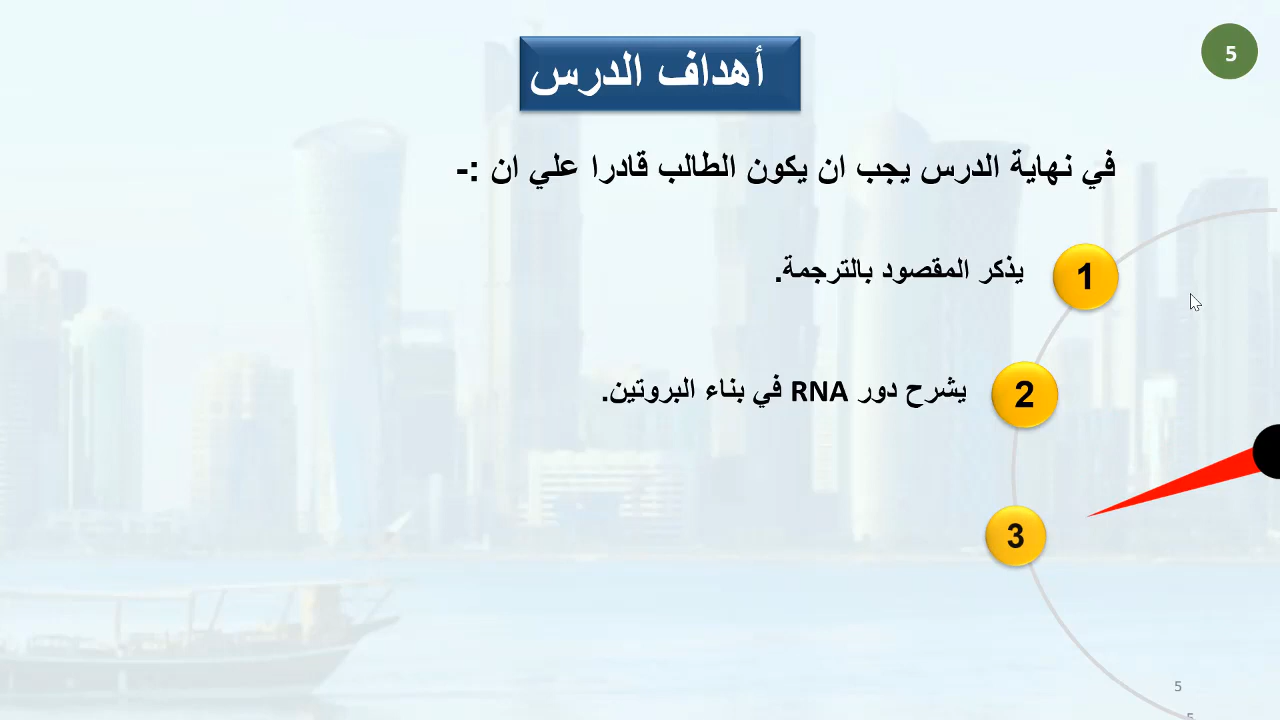 5
أهداف الدرس
في نهاية الدرس يجب ان يكون الطالب قادرا علي ان :-
1 يذكر المقصود بالترجمة.
2 يشرح دور RNA في بناء البروتين.
3
5
5